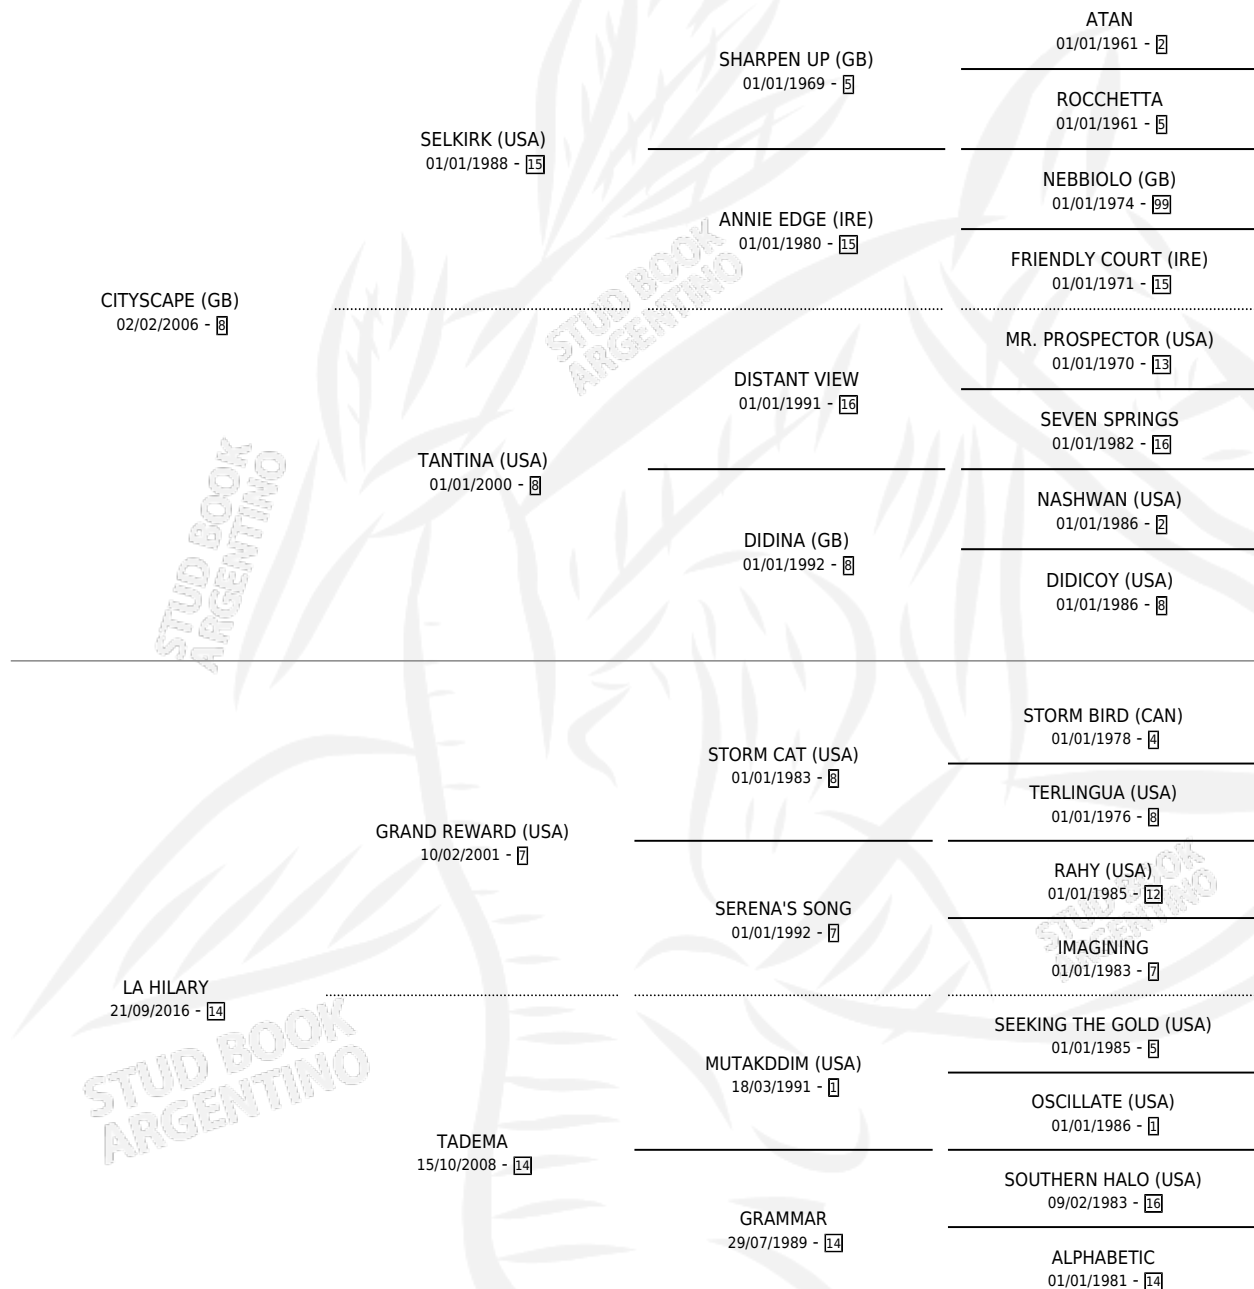 ATAN
01/01/1961 - 2
SHARPEN UP (GB)
01/01/1969 - 5
ROCCHETTA
01/01/1961 - 5
SELKIRK (USA)
01/01/1988 - 15
NEBBIOLO (GB)
01/01/1974 - 99
ANNIE EDGE (IRE)
01/01/1980 - 15
FRIENDLY COURT (IRE)
01/01/1971 - 15
CITYSCAPE (GB)
02/02/2006 - 8
MR. PROSPECTOR (USA)
01/01/1970 - 13
DISTANT VIEW
01/01/1991 - 16
SEVEN SPRINGS
01/01/1982 - 16
TANTINA (USA)
01/01/2000 - 8
NASHWAN (USA)
01/01/1986 - 2
DIDINA (GB)
01/01/1992 - 8
DIDICOY (USA)
01/01/1986 - 8
STORM BIRD (CAN)
01/01/1978 - 4
STORM CAT (USA)
01/01/1983 - 8
TERLINGUA (USA)
01/01/1976 - 8
GRAND REWARD (USA)
10/02/2001 - 7
RAHY (USA)
01/01/1985 - 12
SERENA'S SONG
01/01/1992 - 7
IMAGINING
01/01/1983 - 7
LA HILARY
21/09/2016 - 14
SEEKING THE GOLD (USA)
01/01/1985 - 5
MUTAKDDIM (USA)
18/03/1991 - 1
OSCILLATE (USA)
01/01/1986 - 1
TADEMA
15/10/2008 - 14
SOUTHERN HALO (USA)
09/02/1983 - 16
GRAMMAR
29/07/1989 - 14
ALPHABETIC
01/01/1981 - 14
STUD BOOK
ARGENTINO
STUD BOOK
ARGENTINO
STUD BOOK
ARGENTINO
STUD BOOK
ARGENTINO